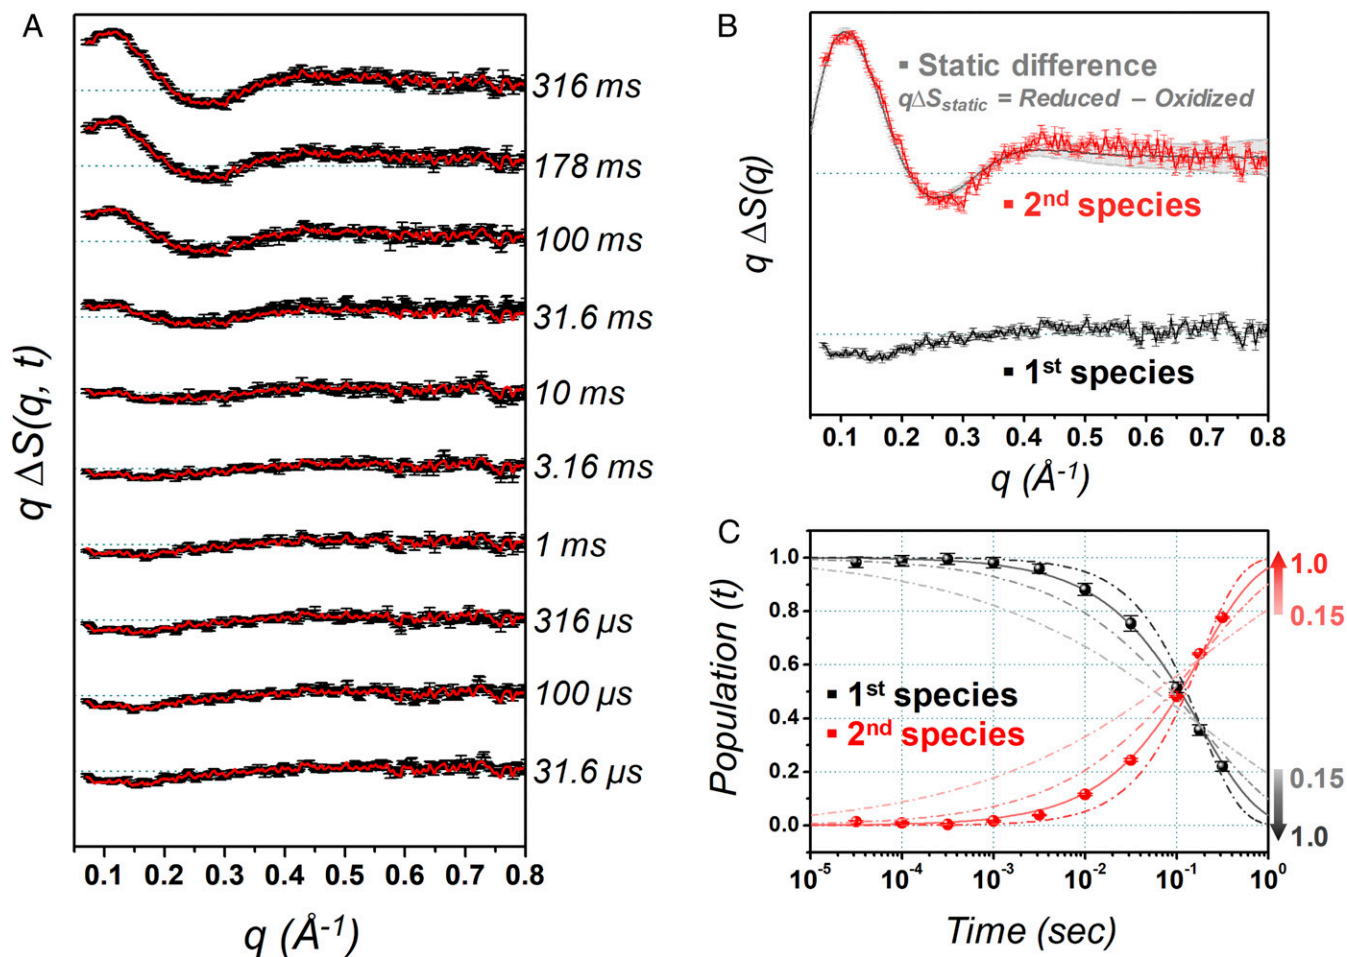 A
q ΔS(q, t)
316 ms
178 ms
100 ms
31.6 ms
10 ms
3.16 ms
1 ms
316 µs
100 µs
31.6 µs
0.1 0.2 0.3 0.4 0.5 0.6 0.7 0.8
q (Å⁻¹)
B
q ΔS(q)
Static difference
qΔS_static = Reduced – Oxidized
2nd species
1st species
0.1 0.2 0.3 0.4 0.5 0.6 0.7 0.8
q (Å⁻¹)
C
Population (t)
1.0
0.8
0.6
0.4
0.2
0.0
1st species
2nd species
1.0
0.15
0.15
1.0
10⁻⁵ 10⁻⁴ 10⁻³ 10⁻² 10⁻¹ 10⁰
Time (sec)